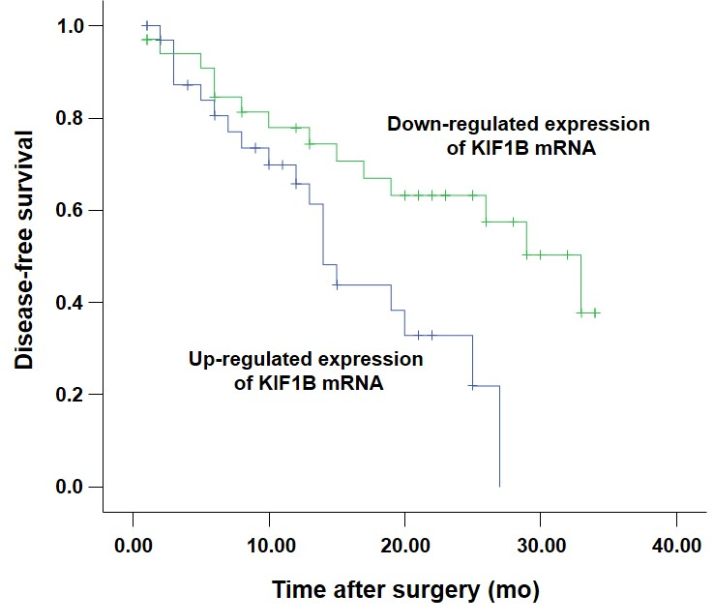 1.0
0.8
0.6
0.4
0.2
0.0
Disease-free survival
Down-regulated expression
of KIF1B mRNA
Up-regulated expression
of KIF1B mRNA
0.00 10.00 20.00 30.00 40.00
Time after surgery (mo)